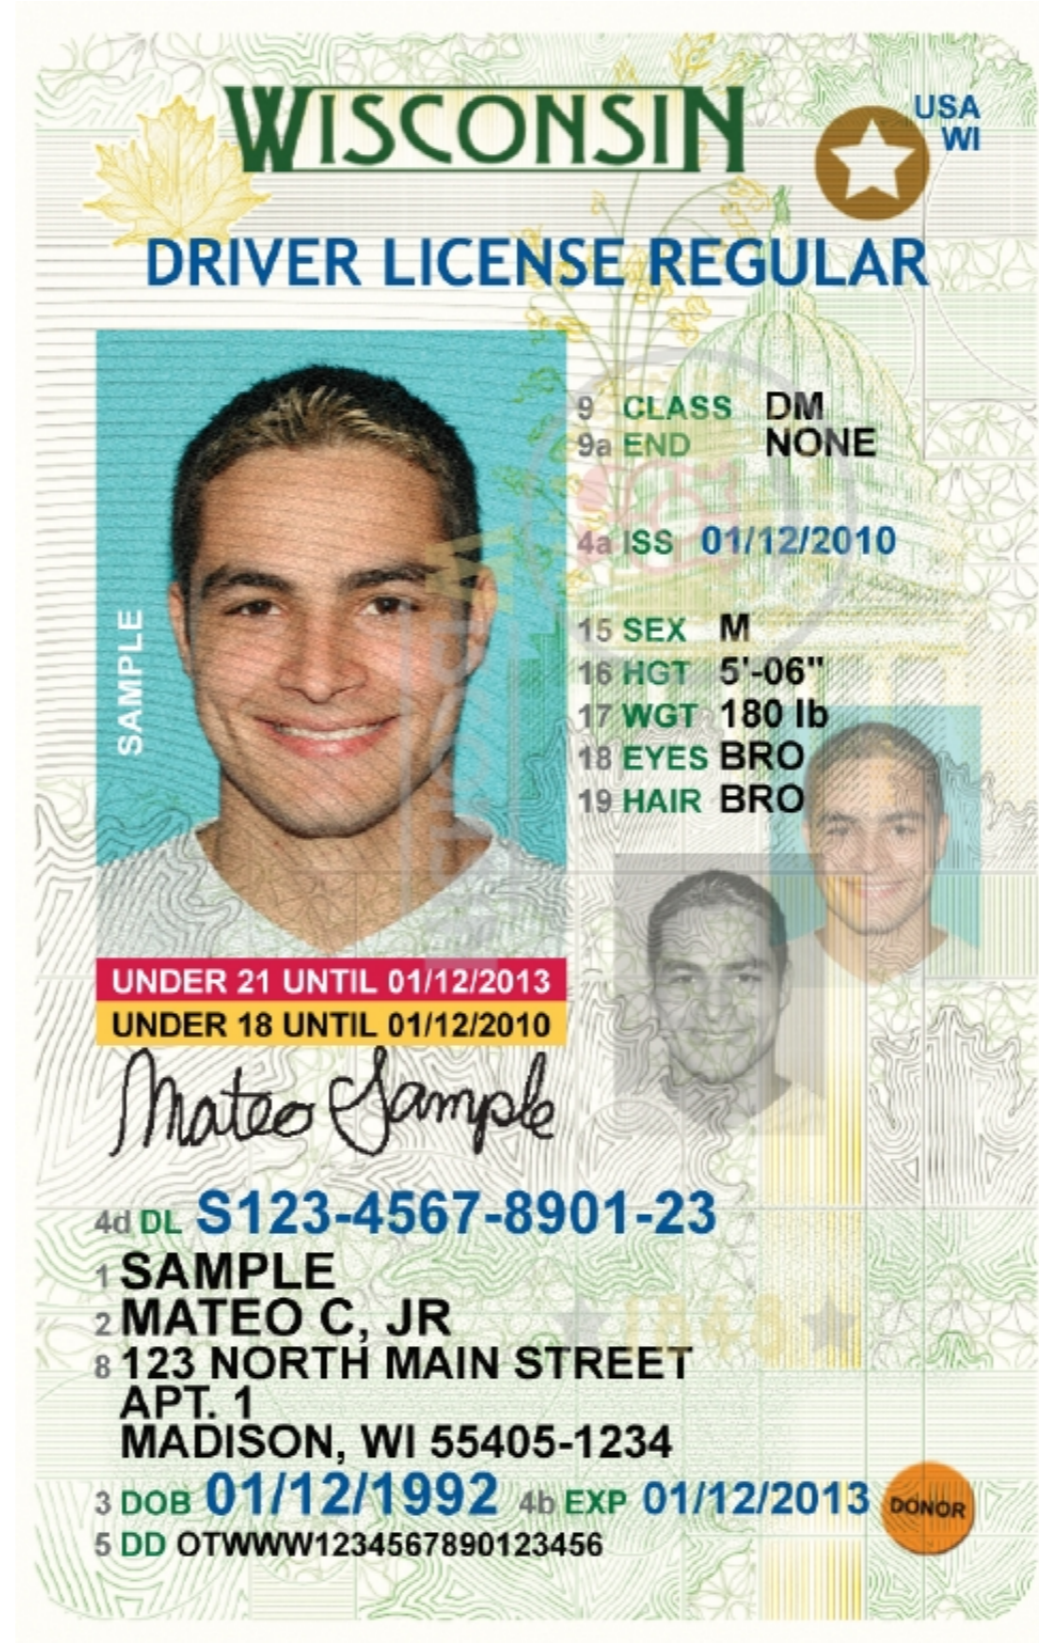 WISCONSIN
USA
WI
DRIVER LICENSE REGULAR
9 CLASS DM
9a END NONE
4a ISS 01/12/2010
15 SEX M
16 HGT 5'-06"
17 WGT 180 lb
18 EYES BRO
19 HAIR BRO
SAMPLE
WISCONSIN
UNDER 21 UNTIL 01/12/2013
UNDER 18 UNTIL 01/12/2010
Mateo Sample
4d DL S123-4567-8901-23
1 SAMPLE
2 MATEO C, JR
1848
8 123 NORTH MAIN STREET
APT. 1
MADISON, WI 55405-1234
3 DOB 01/12/1992 4b EXP 01/12/2013 DONOR
5 DD OTWWW1234567890123456